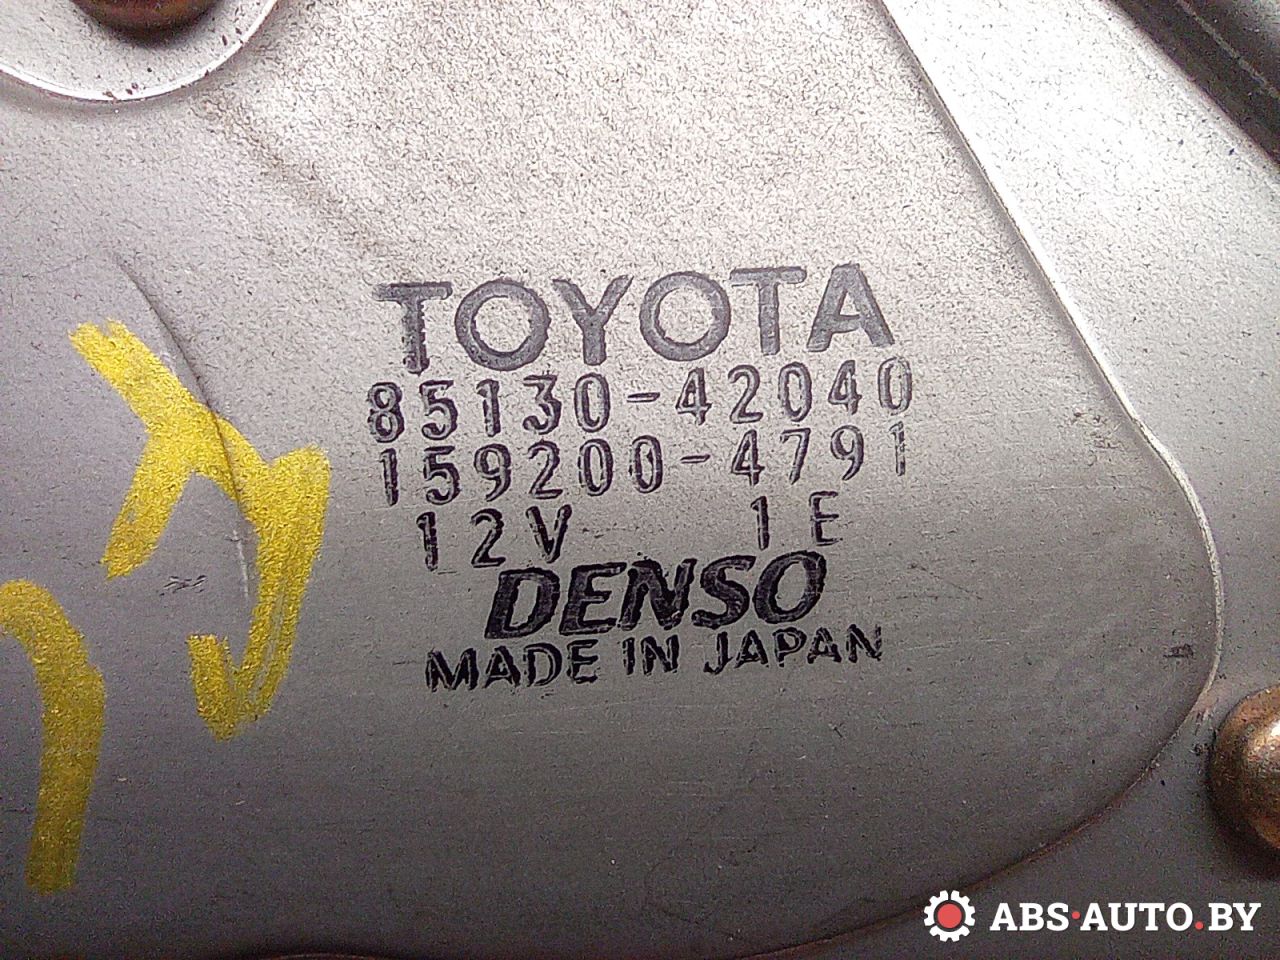 TOYOTA
85130-42040
159200-4791
12V 1E
DENSO
MADE IN JAPAN
ABS·AUTO.BY